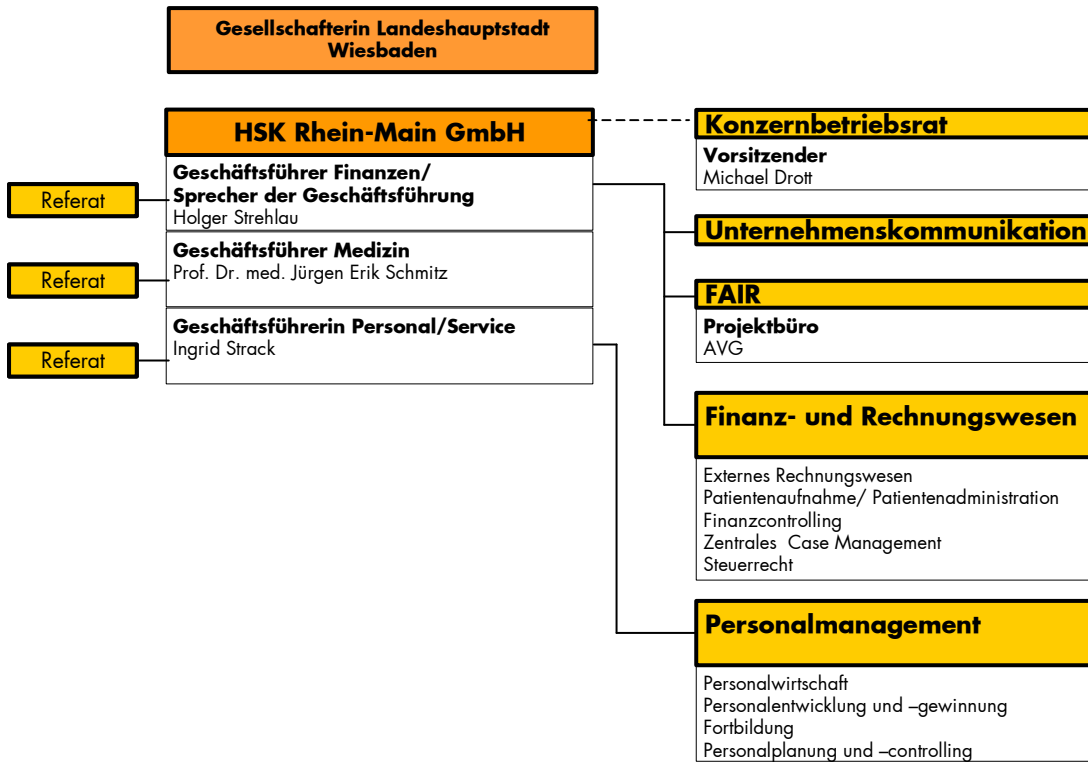 Gesellschafterin Landeshauptstadt
Wiesbaden
HSK Rhein-Main GmbH
Geschäftsführer Finanzen/
Sprecher der Geschäftsführung
Holger Strehlau
Geschäftsführer Medizin
Prof. Dr. med. Jürgen Erik Schmitz
Geschäftsführerin Personal/Service
Ingrid Strack
Referat
Referat
Referat
Konzernbetriebsrat
Vorsitzender
Michael Drott
Unternehmenskommunikation
FAIR
Projektbüro
AVG
Finanz- und Rechnungswesen
Externes Rechnungswesen
Patientenaufnahme/ Patientenadministration
Finanzcontrolling
Zentrales  Case Management
Steuerrecht
Personalmanagement
Personalwirtschaft
Personalentwicklung und –gewinnung
Fortbildung
Personalplanung und –controlling